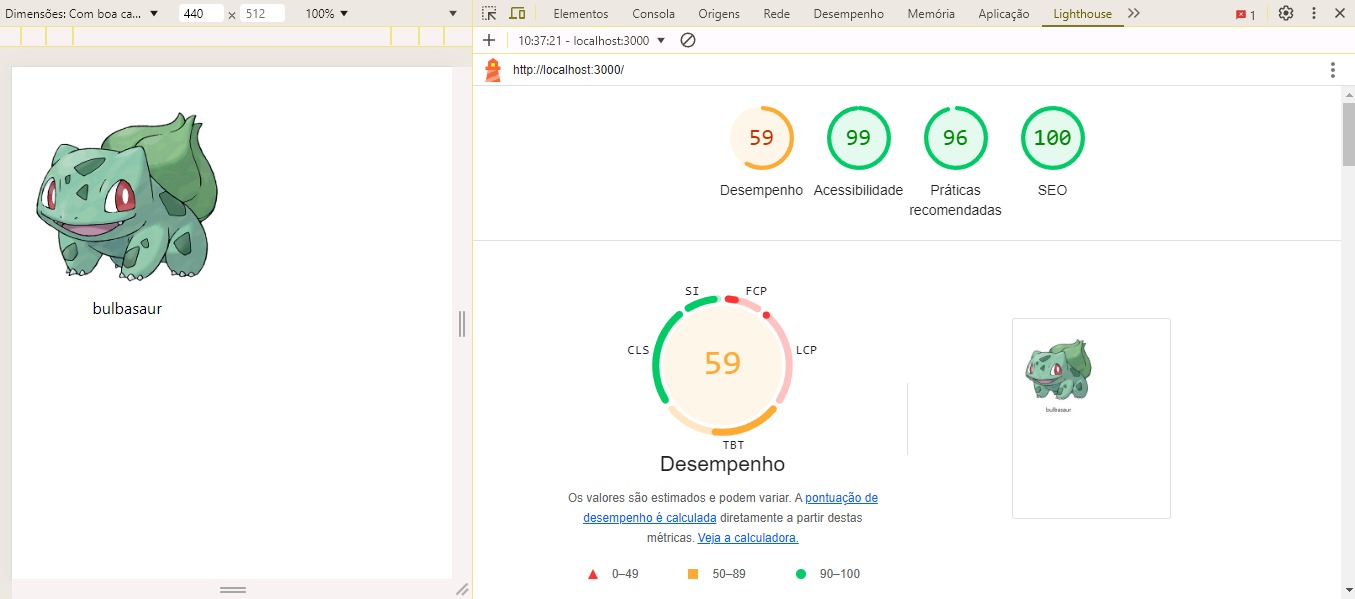 Dimensões: Com boa ca... 440 x 512 100%
Elementos Consola Origens Rede Desempenho Memória Aplicação Lighthouse 1
10:37:21 - localhost:3000
http://localhost:3000/
59 99 96 100
Desempenho Acessibilidade Práticas recomendadas SEO
bulbasaur
SI FCP
CLS LCP
59
TBT
Desempenho
Os valores são estimados e podem variar. A pontuação
desempenho é calculada diretamente a partir destas
métricas. Veja a calculadora.
0–49 50–89 90–100
bulbasaur